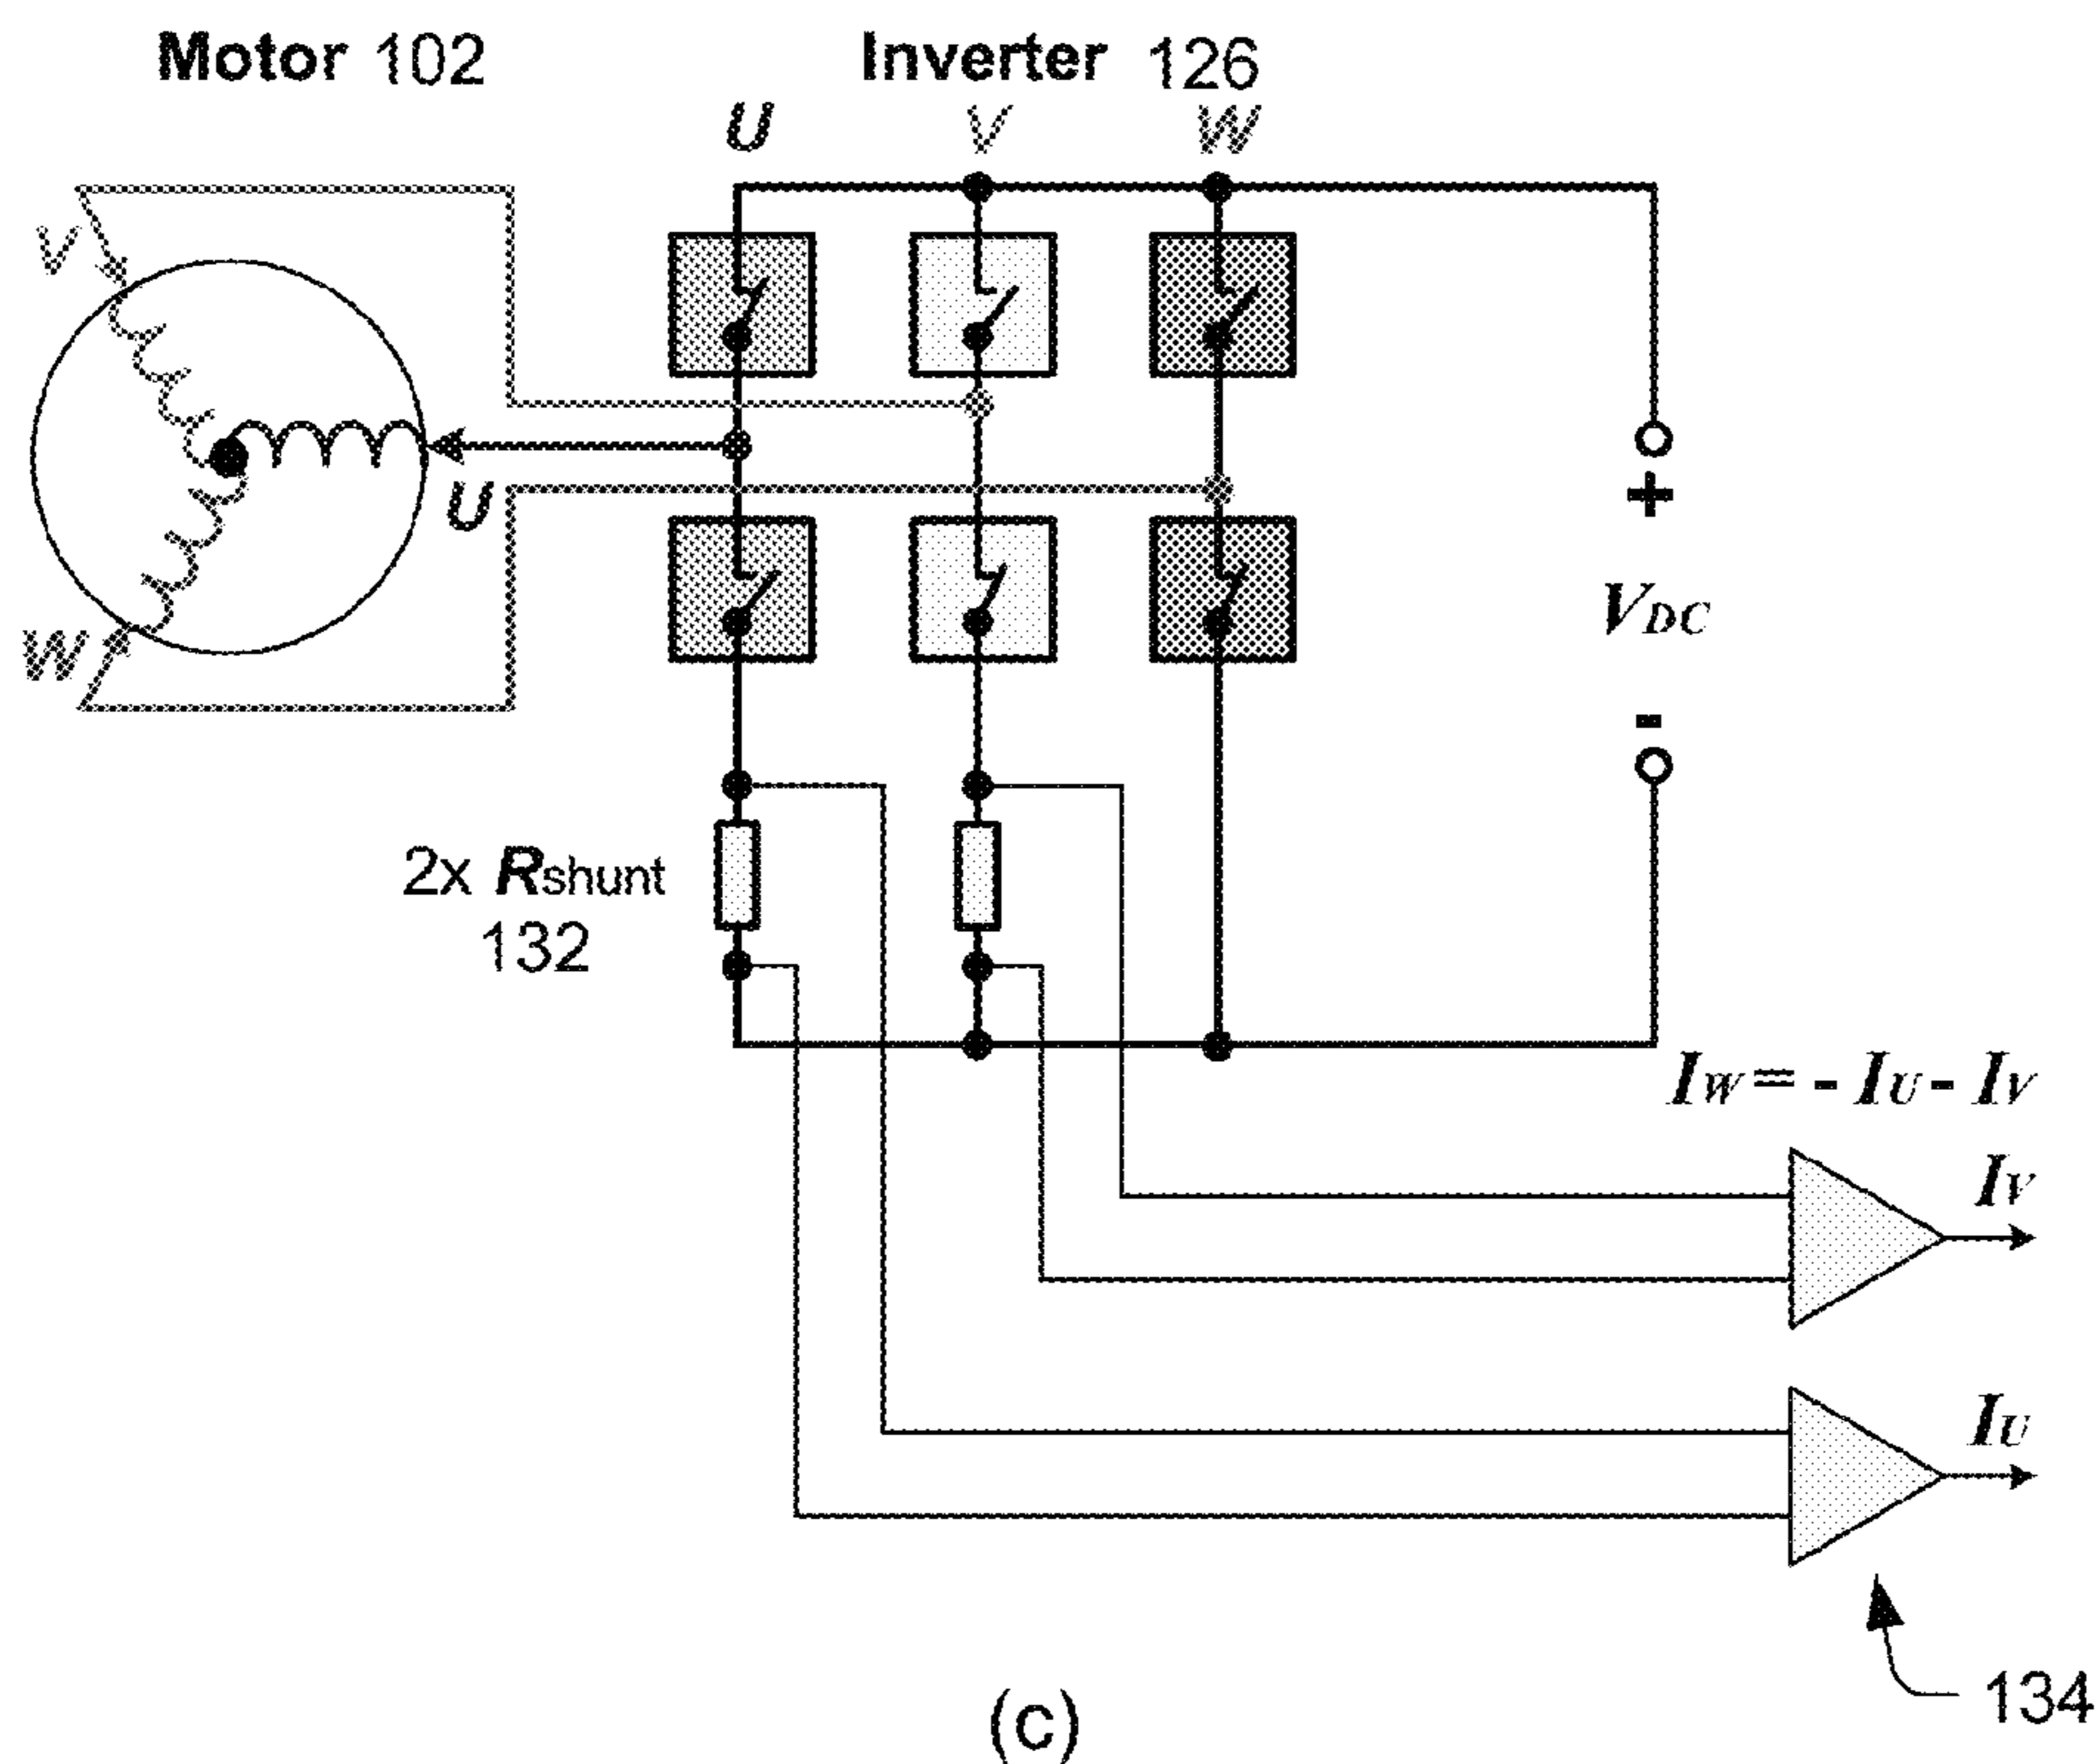 Motor 102
Inverter 126
U V W
V
U
W
+
VDC
-
2x Rshunt
132
IW = - IU - IV
IV
IU
134
(c)